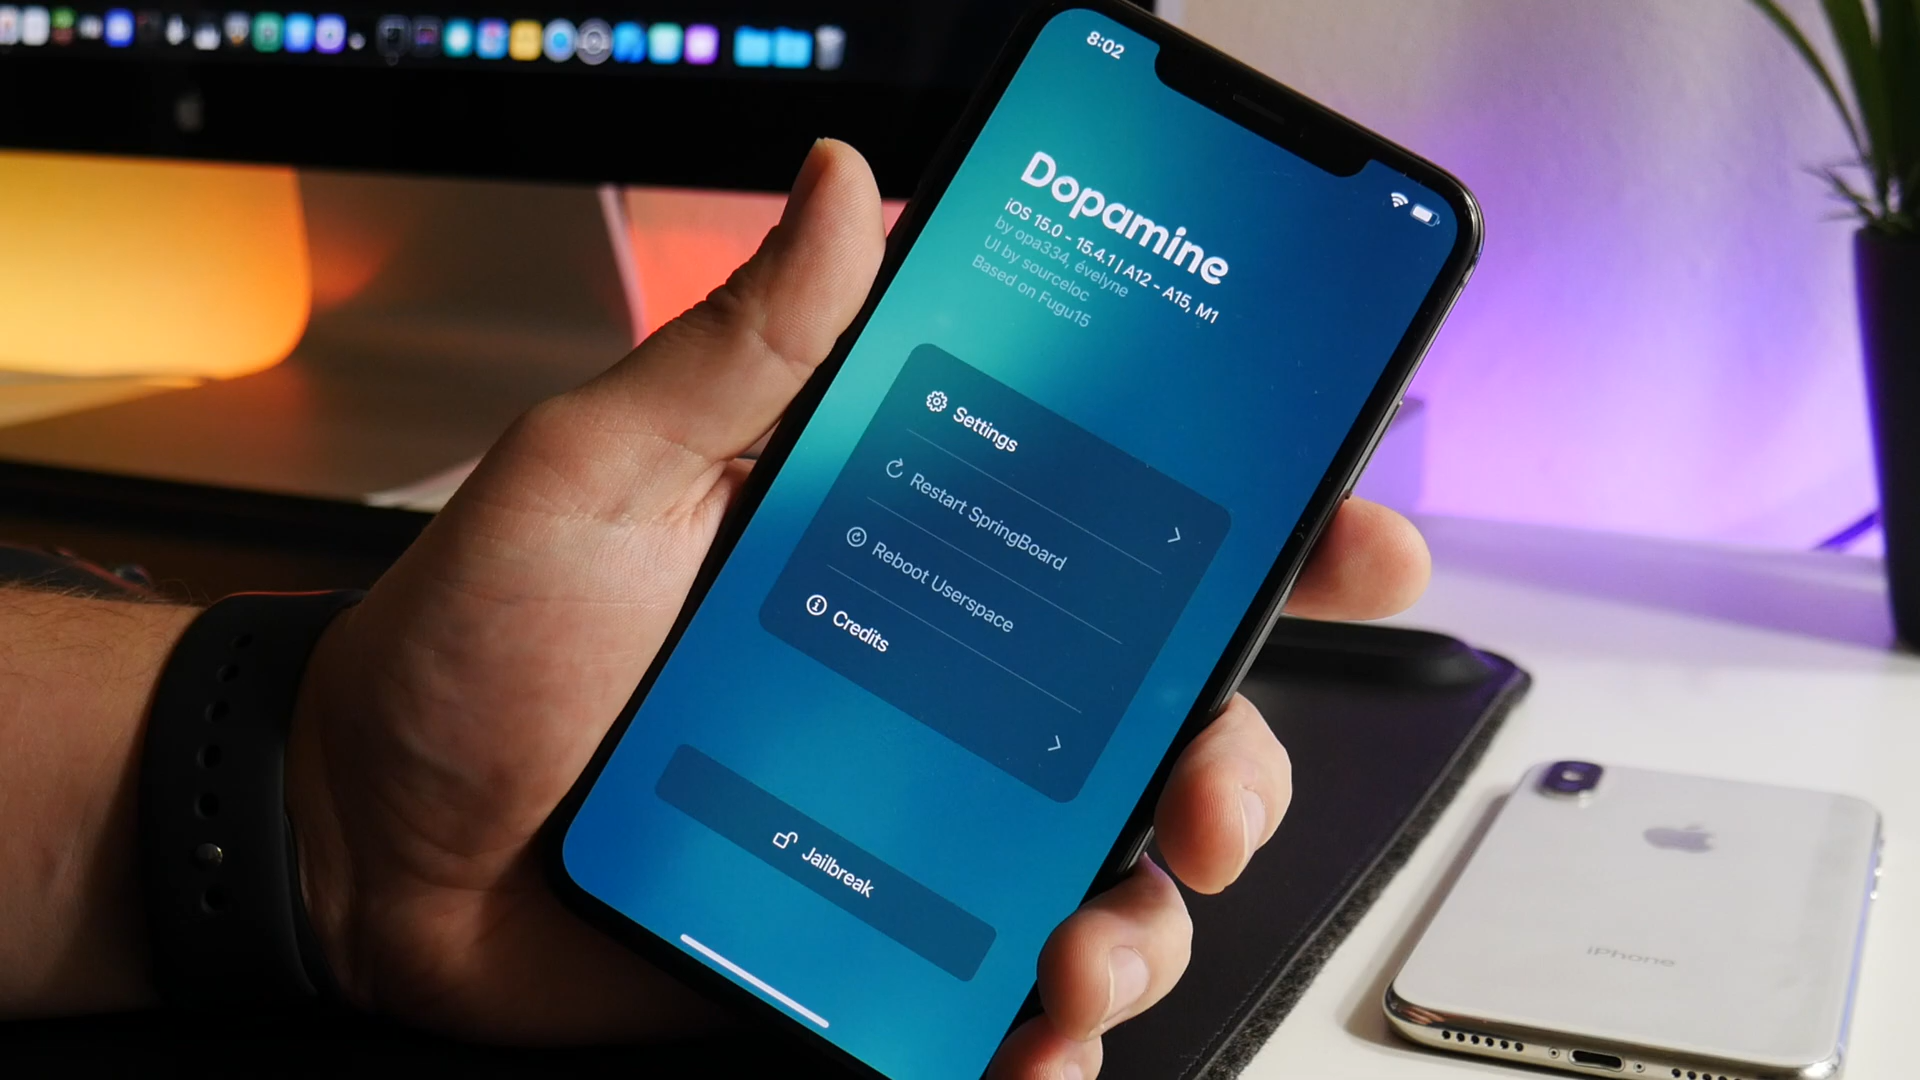 8:02
Dopamine
iOS 15.0 - 15.4.1 | A12 - A15, M1
by opa334, évelyne
UI by sourceloc
Based on Fugu15
Settings
Restart SpringBoard
Reboot Userspace
Credits
Jailbreak
iPhone